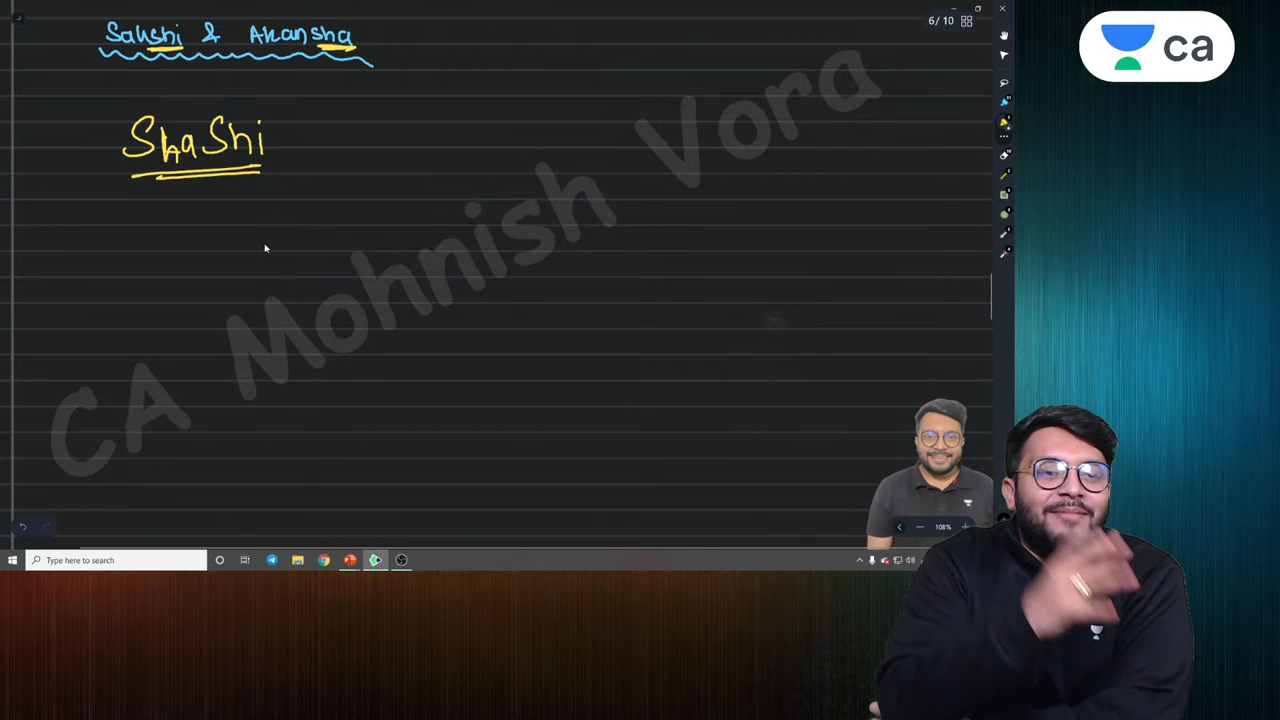 Sakshi & Akansha
6/ 10
ca
ShaShi
CA Mohnish Vora
108%
Type here to search